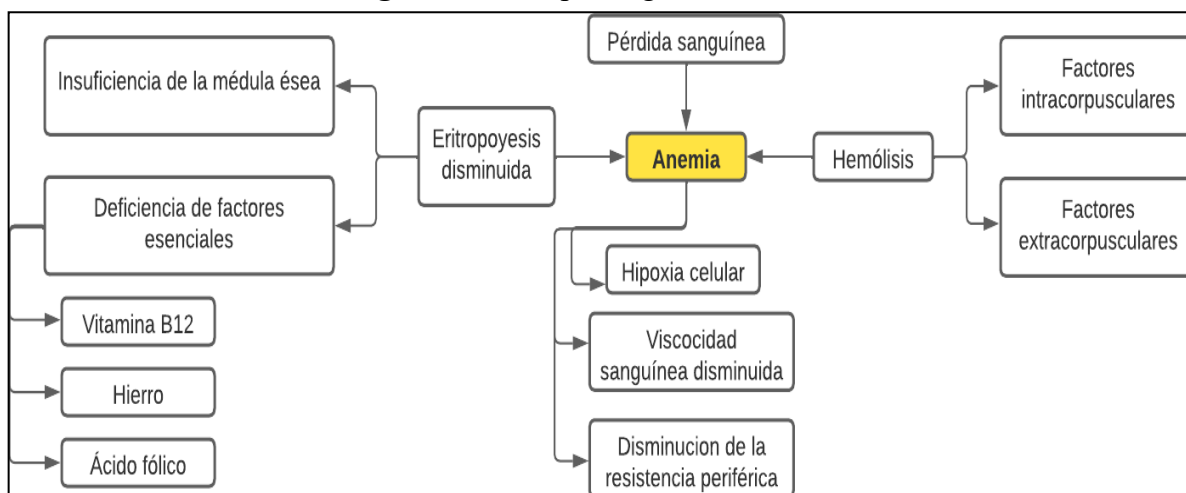 Pérdida sanguínea
Insuficiencia de la médula ésea
Eritropoyesis
disminuida
Anemia
Hemólisis
Factores
intracorpusculares
Deficiencia de factores
esenciales
Factores
extracorpusculares
Vitamina B12
Hierro
Ácido fólico
Hipoxia celular
Viscocidad
sanguínea disminuida
Disminucion de la
resistencia periférica